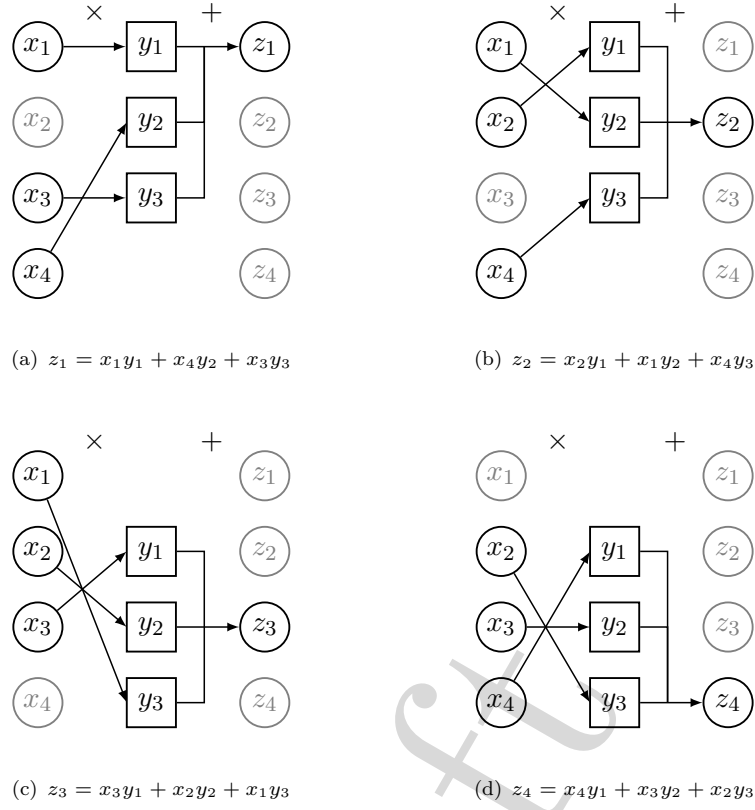 × +
x₁ y₁ z₁
x₂ y₂ z₂
x₃ y₃ z₃
x₄ z₄
(a) z₁ = x₁y₁ + x₄y₂ + x₃y₃
× +
x₁ y₁ z₁
x₂ y₂ z₂
x₃ y₃ z₃
x₄ z₄
(b) z₂ = x₂y₁ + x₁y₂ + x₄y₃
× +
x₁ z₁
x₂ y₁ z₂
x₃ y₂ z₃
x₄ y₃ z₄
(c) z₃ = x₃y₁ + x₂y₂ + x₁y₃
× +
x₁ z₁
x₂ y₁ z₂
x₃ y₂ z₃
x₄ y₃ z₄
(d) z₄ = x₄y₁ + x₃y₂ + x₂y₃
ft